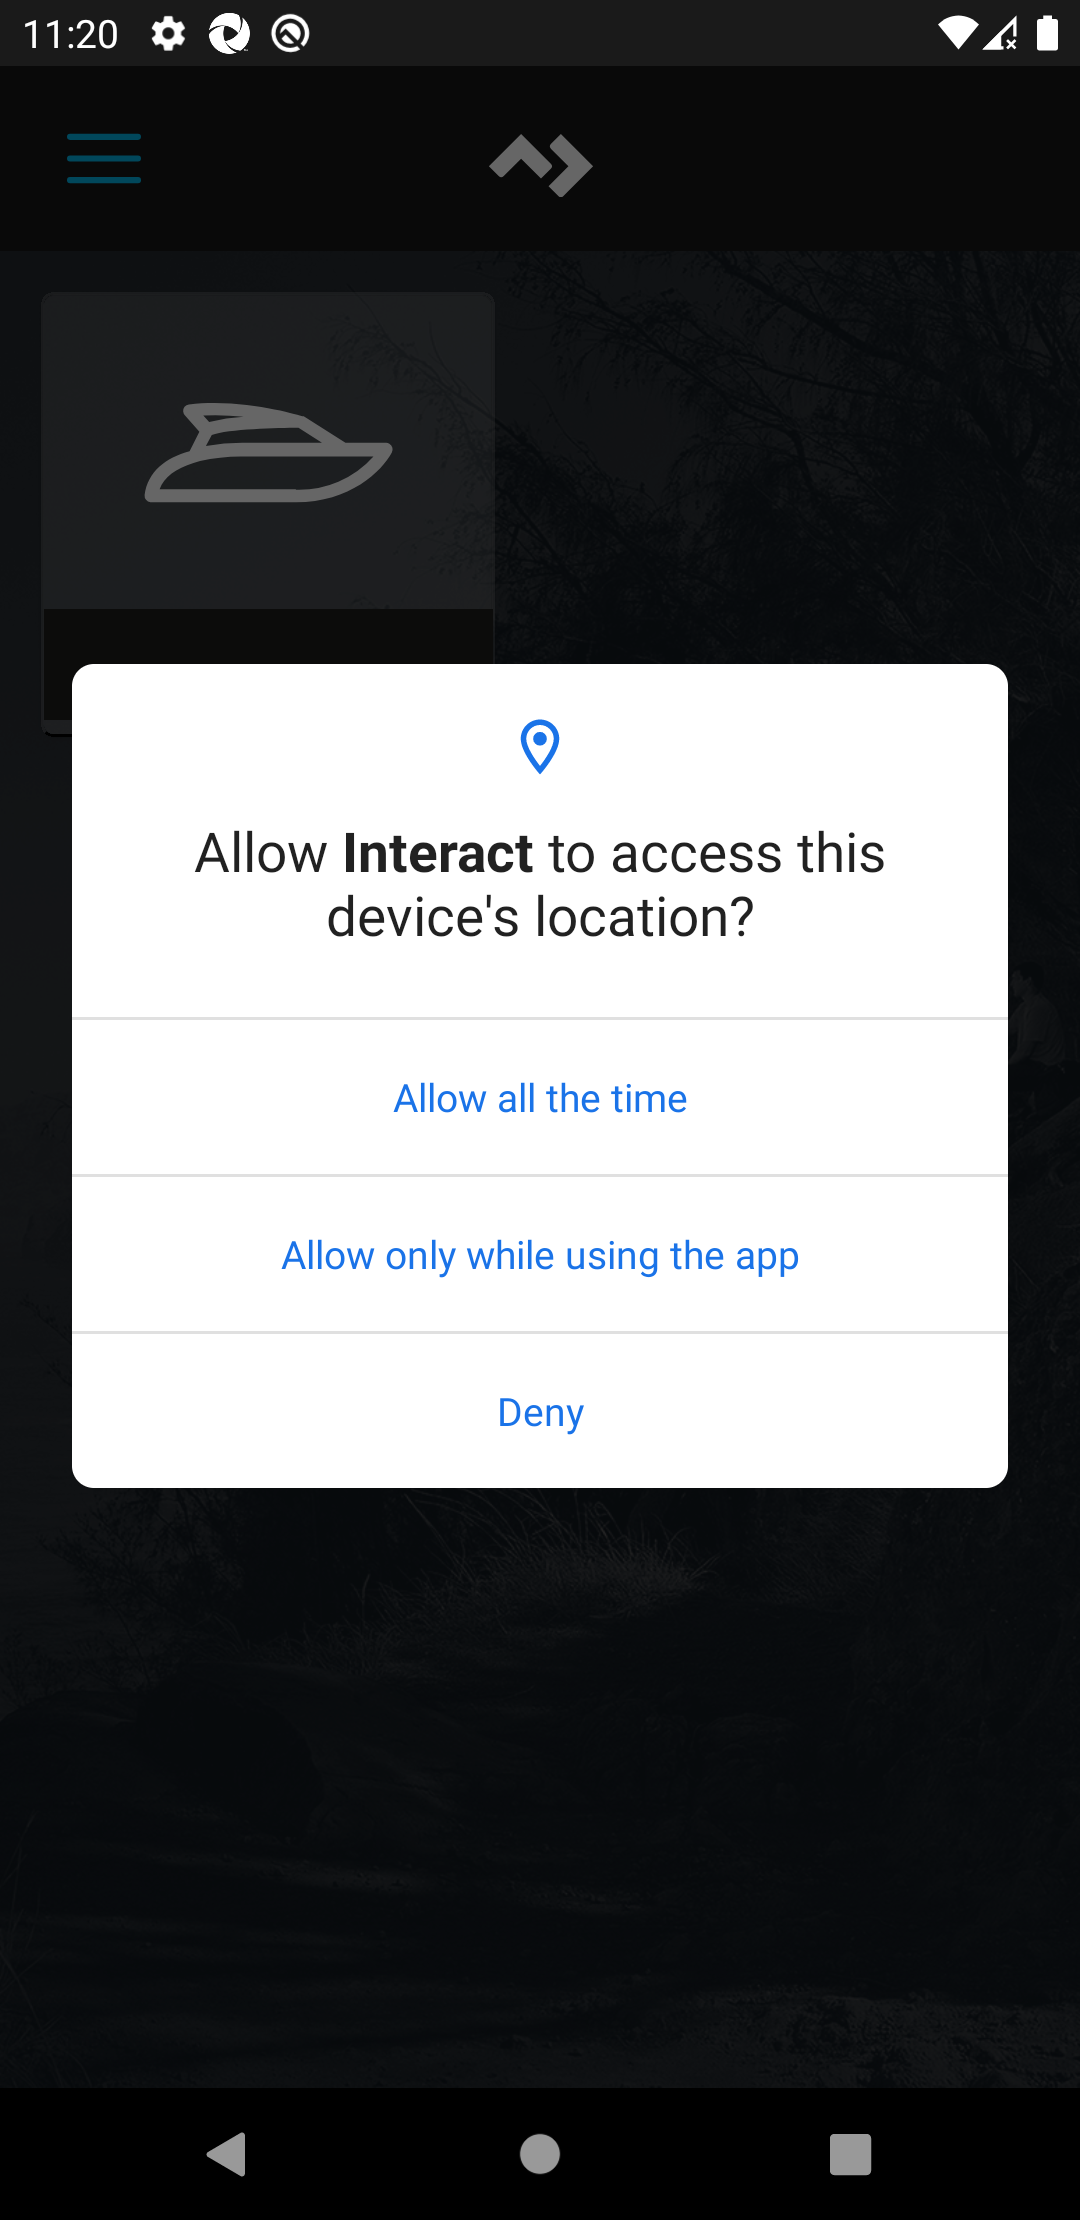 11:20
Allow Interact to access this
device's location?
Allow all the time
Allow only while using the app
Deny